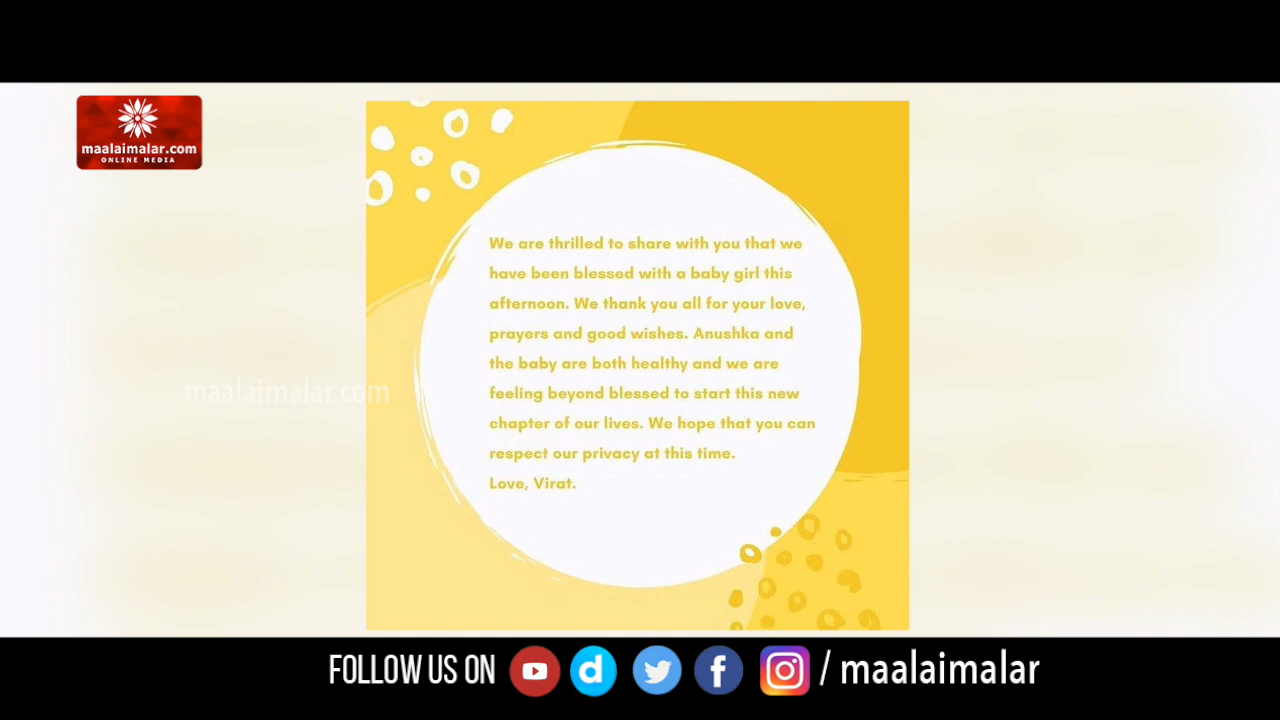 maalaimalar.com
ONLINE MEDIA
We are thrilled to share with you that we
have been blessed with a baby girl this
afternoon. We thank you all for your love,
prayers and good wishes. Anushka and
the baby are both healthy and we are
feeling beyond blessed to start this new
chapter of our lives. We hope that you can
respect our privacy at this time.
Love, Virat.
maalaimalar.com
FOLLOW US ON d f / maalaimalar